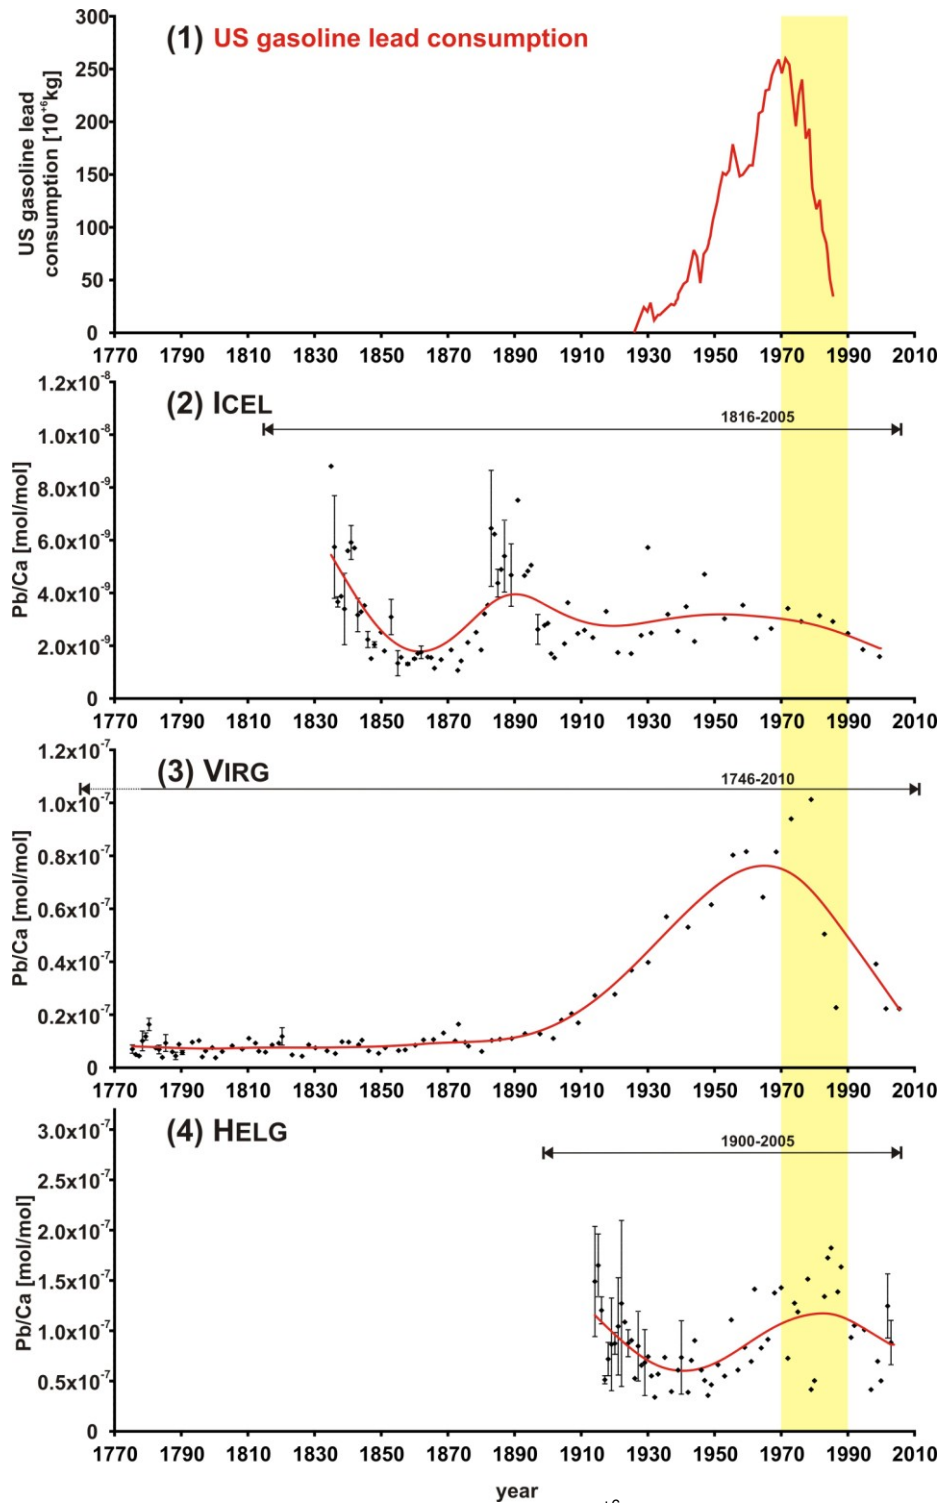 (1) US gasoline lead consumption
US gasoline lead
consumption [10+6kg]
300
250
200
150
100
50
0
1770 1790 1810 1830 1850 1870 1890 1910 1930 1950 1970 1990 2010
(2) ICEL
1816-2005
Pb/Ca [mol/mol]
1.2x10-8
1.0x10-8
8.0x10-9
6.0x10-9
4.0x10-9
2.0x10-9
0
1770 1790 1810 1830 1850 1870 1890 1910 1930 1950 1970 1990 2010
(3) VIRG
1746-2010
Pb/Ca [mol/mol]
1.2x10-7
1.0x10-7
0.8x10-7
0.6x10-7
0.4x10-7
0.2x10-7
0
1770 1790 1810 1830 1850 1870 1890 1910 1930 1950 1970 1990 2010
(4) HELG
1900-2005
Pb/Ca [mol/mol]
3.0x10-7
2.5x10-7
2.0x10-7
1.5x10-7
1.0x10-7
0.5x10-7
0
1770 1790 1810 1830 1850 1870 1890 1910 1930 1950 1970 1990 2010
year